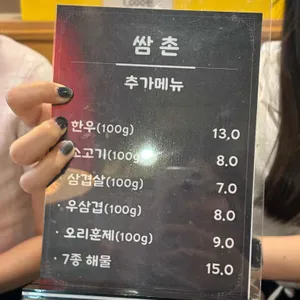 쌈촌
추가메뉴
· 한우(100g) 13,0
· 소고기(100g) 8.0
· 삼겹살(100g) 7.0
· 우삼겹(100g) 8.0
· 오리훈제(100g) 9.0
· 7종 해물 15.0